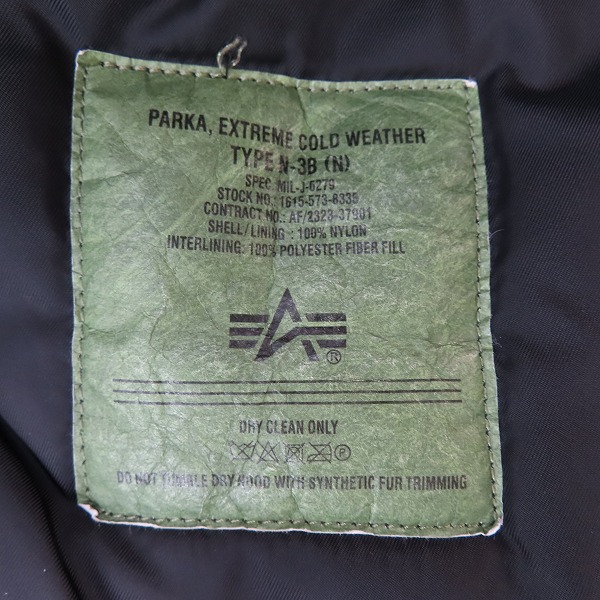 PARKA, EXTREME COLD WEATHER
TYPE N-3B (N)
SPEC. MIL-J-6279
STOCK NO.: 1615-573-8335
CONTRACT NO.: AF/2323-37901
SHELL/LINING : 100% NYLON
INTERLINING: 100% POLYESTER FIBER FILL
A®
DRY CLEAN ONLY
P
DO NOT TUMBLE DRY HOOD WITH SYNTHETIC FUR TRIMMING